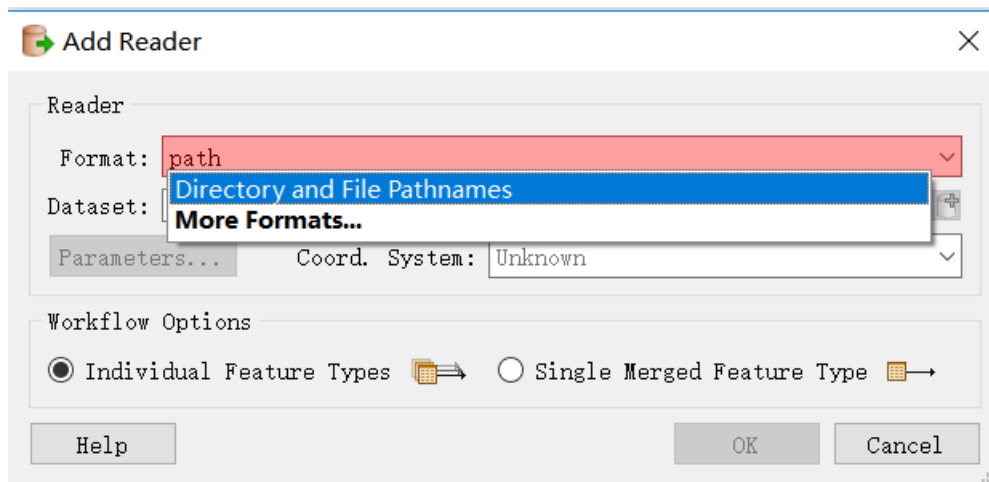 Add Reader
Reader
Format: path
Directory and File Pathnames
Dataset:
More Formats...
Parameters... Coord. System: Unknown
Workflow Options
Individual Feature Types Single Merged Feature Type
Help OK Cancel